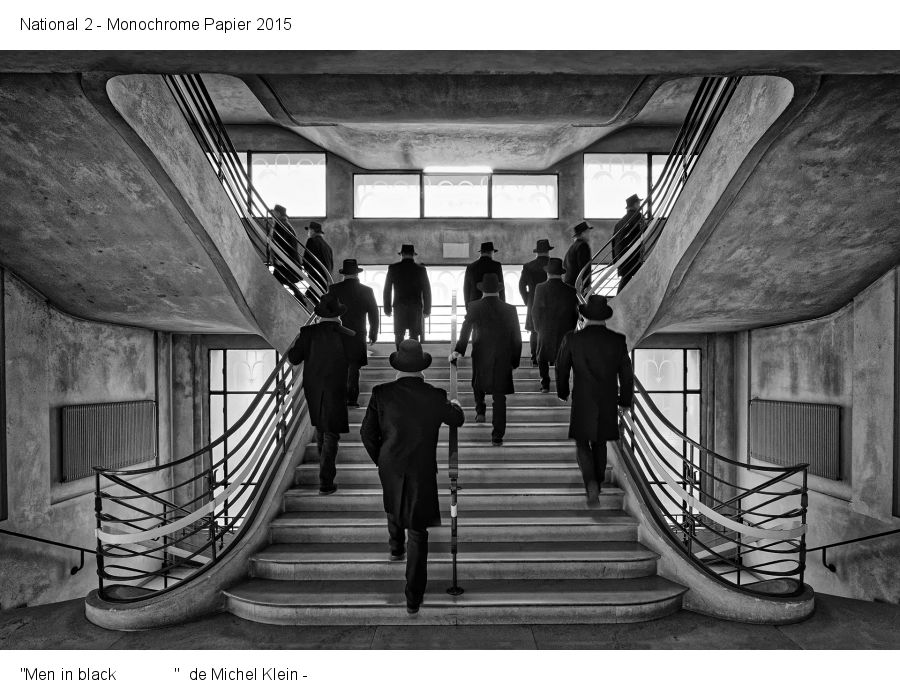 National 2 - Monochrome Papier 2015
"Men in black " de Michel Klein -